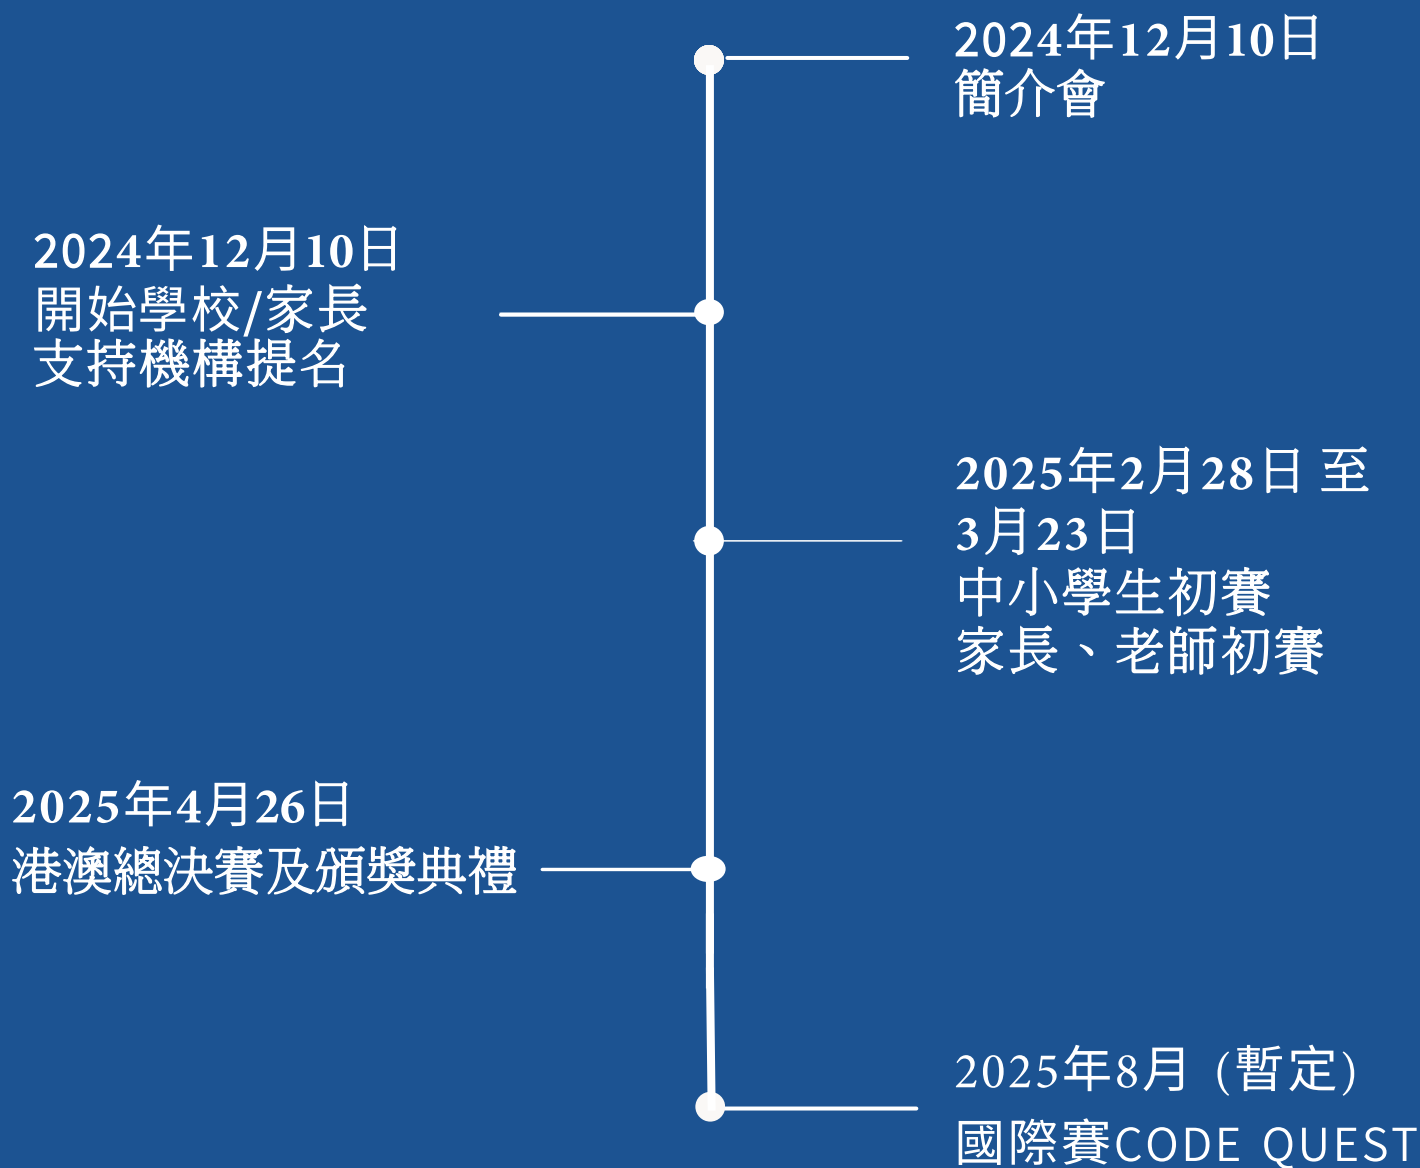 2024年12月10日
簡介會
2024年12月10日
開始學校/家長
支持機構提名
2025年2月28日 至
3月23日
中小學生初賽
家長、老師初賽
2025年4月26日
港澳總決賽及頒獎典禮
2025年8月 (暫定)
國際賽CODE QUEST